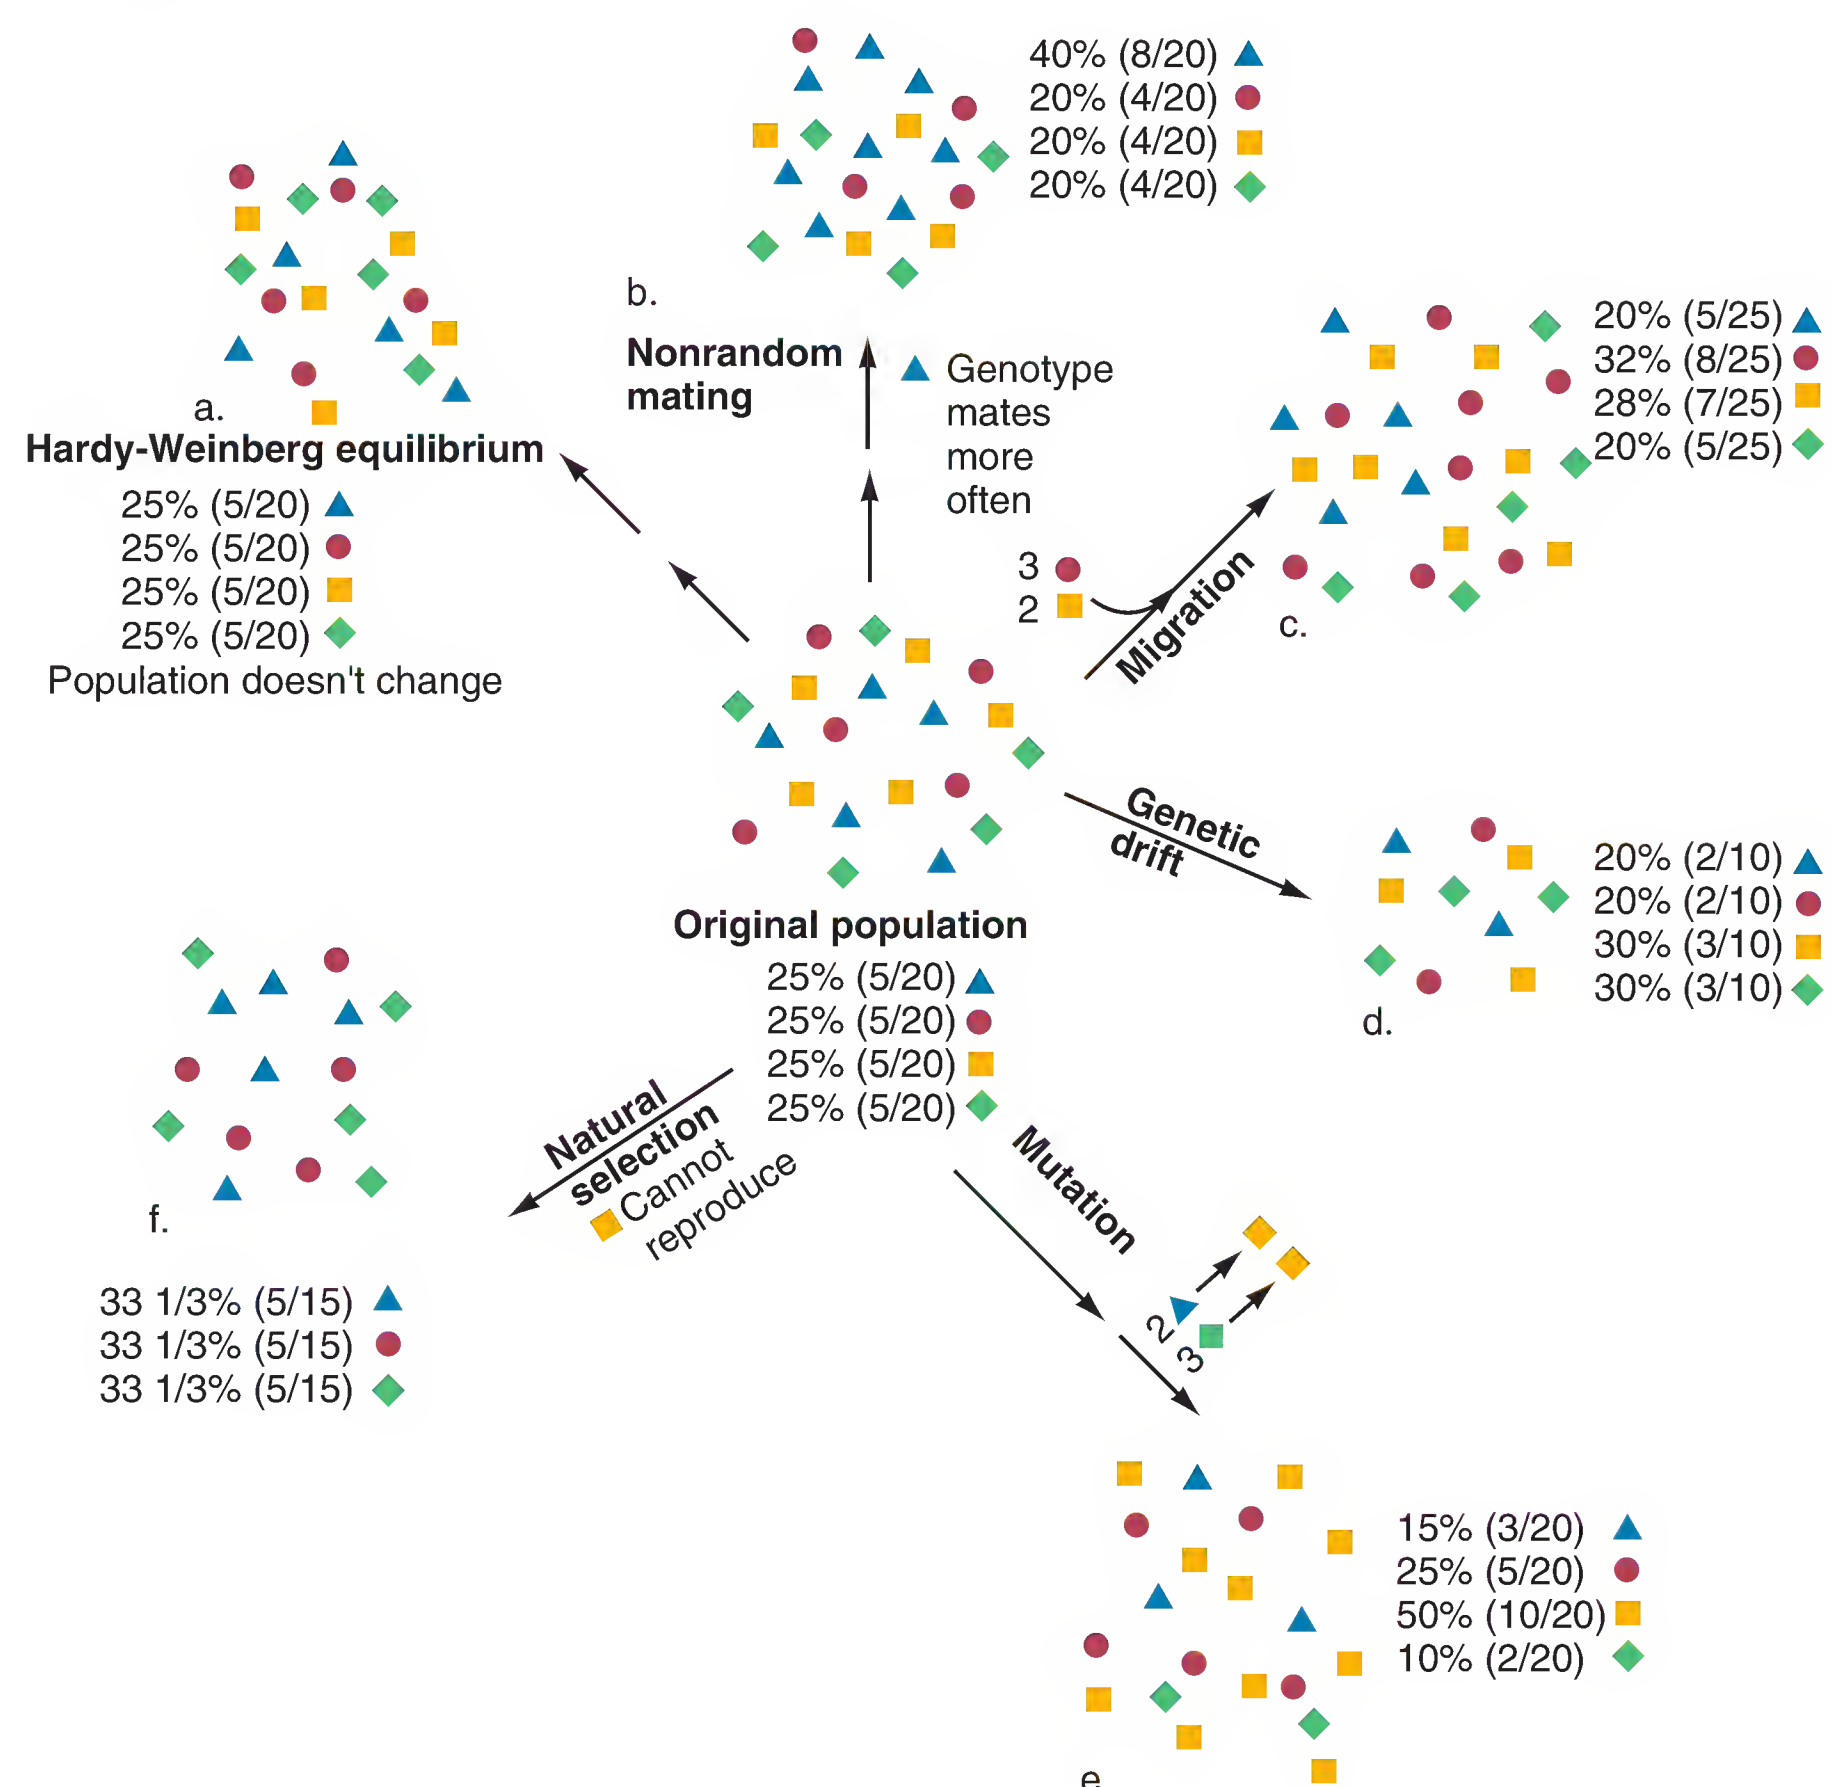 40% (8/20)
20% (4/20)
20% (4/20)
20% (4/20)
b.
Nonrandom
mating
Genotype
mates
more
often
a.
Hardy-Weinberg equilibrium
25% (5/20)
25% (5/20)
25% (5/20)
25% (5/20)
Population doesn't change
20% (5/25)
32% (8/25)
28% (7/25)
20% (5/25)
3
2
Migration
c.
Genetic
drift
20% (2/10)
20% (2/10)
30% (3/10)
30% (3/10)
d.
Original population
25% (5/20)
25% (5/20)
25% (5/20)
25% (5/20)
Natural
selection
Cannot
reproduce
f.
33 1/3% (5/15)
33 1/3% (5/15)
33 1/3% (5/15)
Mutation
2
3
15% (3/20)
25% (5/20)
50% (10/20)
10% (2/20)
e